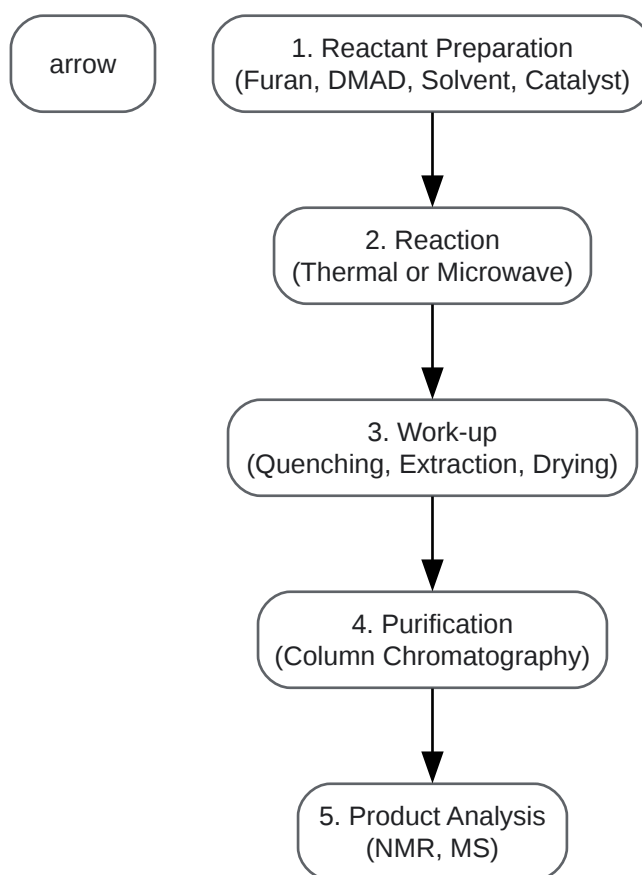 arrow
1. Reactant Preparation
(Furan, DMAD, Solvent, Catalyst)
2. Reaction
(Thermal or Microwave)
3. Work-up
(Quenching, Extraction, Drying)
4. Purification
(Column Chromatography)
5. Product Analysis
(NMR, MS)